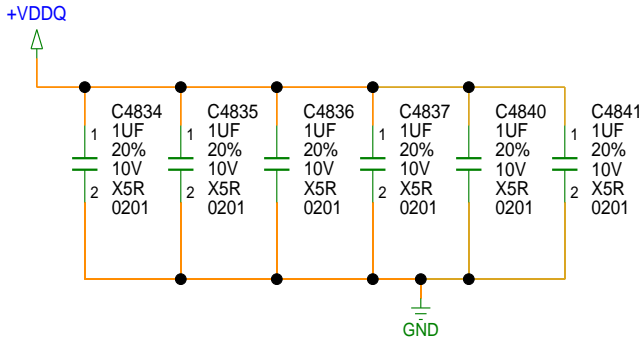 +VDDQ
C4834
1UF
20%
10V
X5R
0201
1
2
C4835
1UF
20%
10V
X5R
0201
1
2
C4836
1UF
20%
10V
X5R
0201
C4837
1UF
20%
10V
X5R
0201
1
2
C4840
1UF
20%
10V
X5R
0201
C4841
1UF
20%
10V
X5R
0201
1
2
GND